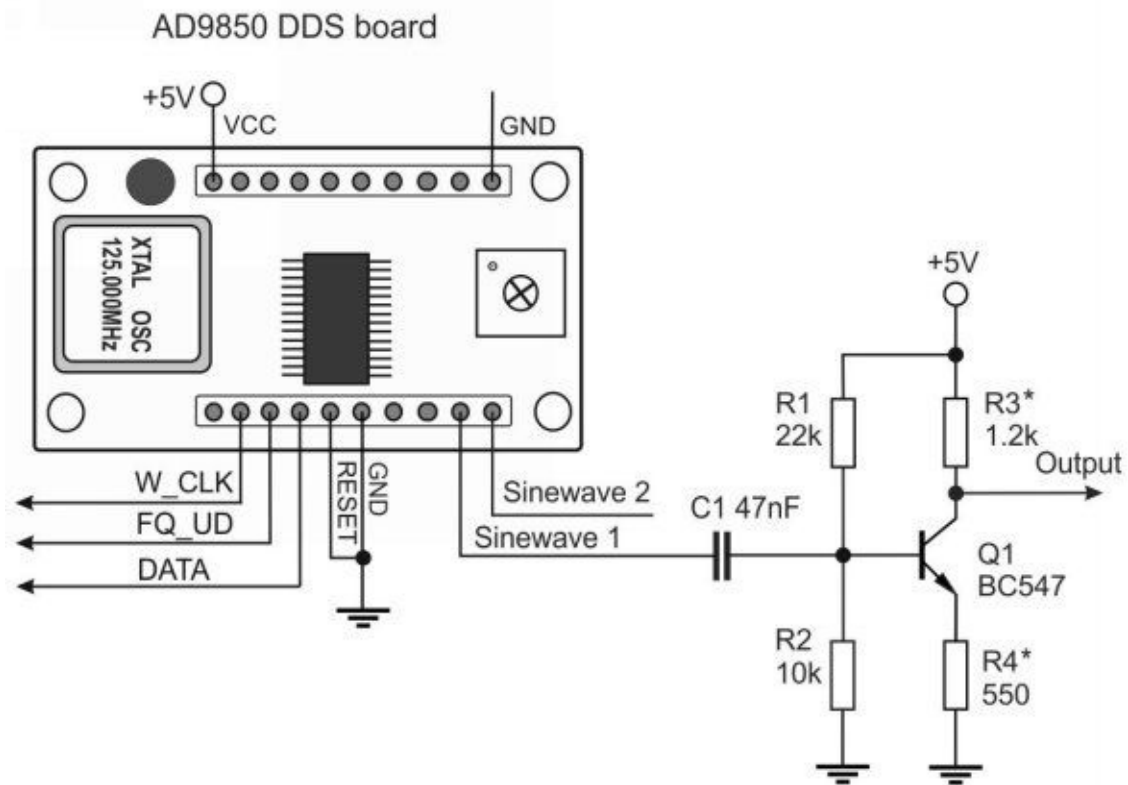 AD9850 DDS board
+5V
VCC
GND
XTAL OSC
125.000MHz
W_CLK
FQ_UD
DATA
RESET
GND
Sinewave 2
Sinewave 1
C1 47nF
+5V
R1
22k
R3*
1.2k
Output
Q1
BC547
R2
10k
R4*
550